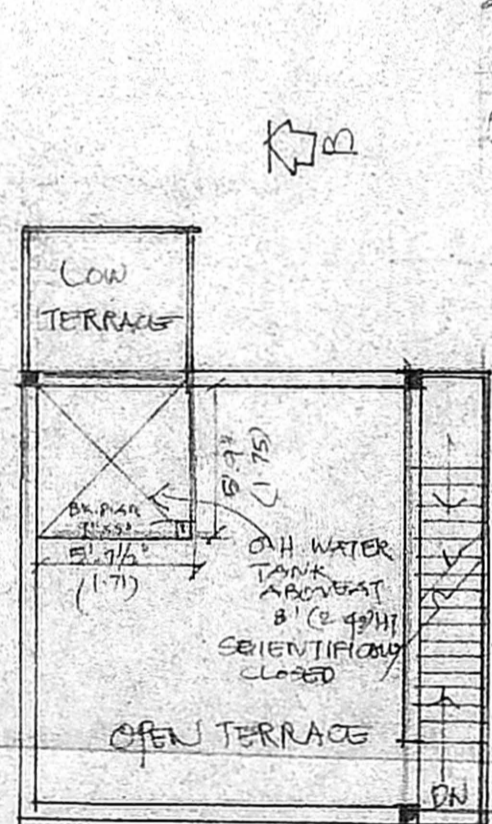 B
LOW
TERRACE
5'.9"
(1.75)
5'.7½"
(1.71)
O.H. WATER
TANK
ABOVE AT
8' (2.43) HT
SCIENTIFICALLY
CLOSED
OPEN TERRACE
DN